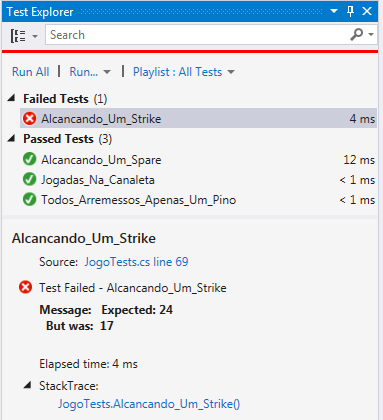 Test Explorer
Search
Run All | Run... | Playlist : All Tests
Failed Tests (1)
Alcancando_Um_Strike 4 ms
Passed Tests (3)
Alcancando_Um_Spare 12 ms
Jogadas_Na_Canaleta < 1 ms
Todos_Arremessos_Apenas_Um_Pino < 1 ms
Alcancando_Um_Strike
Source: JogoTests.cs line 69
Test Failed - Alcancando_Um_Strike
Message: Expected: 24
But was: 17
Elapsed time: 4 ms
StackTrace:
JogoTests.Alcancando_Um_Strike()